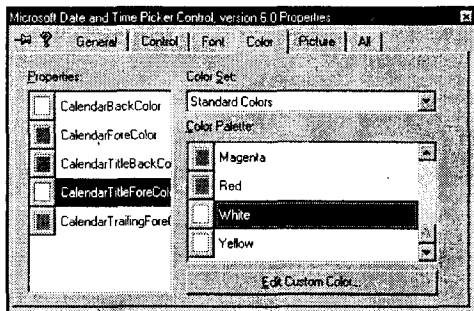 Microsoft Date and Time Picker Control, version 6.0 Properties
General Control Font Color Picture All
Properties:
CalendarBackColor
CalendarForeColor
CalendarTitleBackCo
CalendarTitleForeCol
CalendarTrailingForeC
Color Set:
Standard Colors
Color Palette:
Magenta
Red
White
Yellow
Edit Custom Color...